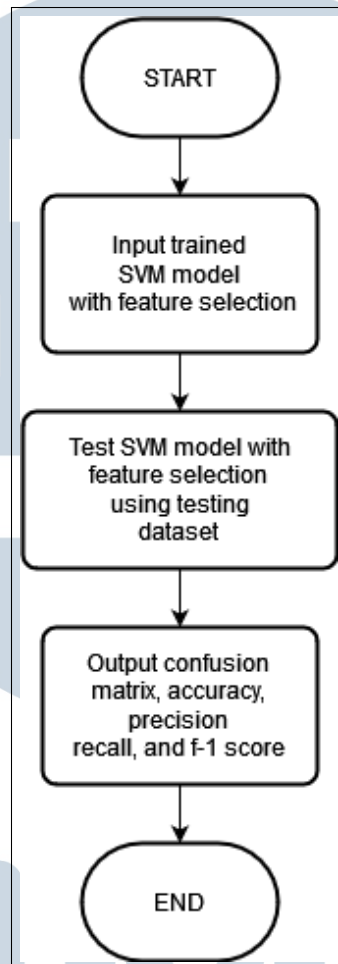 START
Input trained
SVM model
with feature selection
Test SVM model with
feature selection
using testing
dataset
Output confusion
matrix, accuracy,
precision
recall, and f-1 score
END